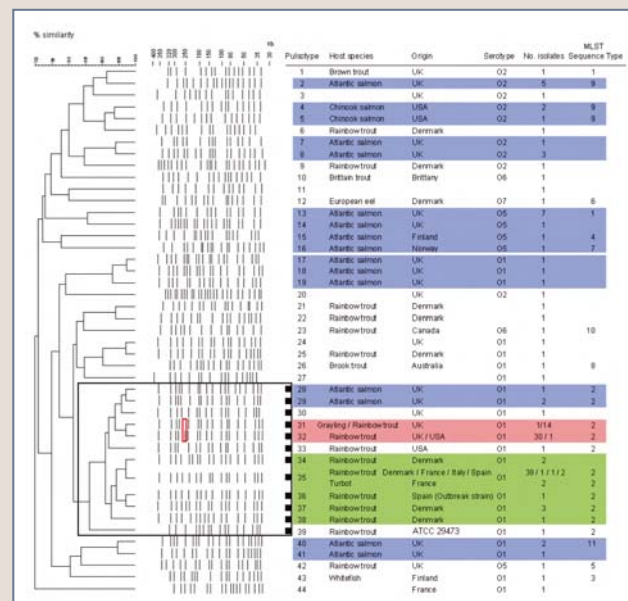 % similarity
MLST
Pulsotype Host species Origin Serotype No. isolates Sequence Type
1 Brown trout UK O2 1 1
2 Atlantic salmon UK O2 5 9
3 UK O2 1
4 Chinook salmon USA O2 2 9
5 Chinook salmon USA O2 1 9
6 Rainbow trout Denmark 1
7 Atlantic salmon UK O2 1
8 Atlantic salmon UK O2 3
9 Rainbow trout Denmark O2 1
10 Brittain trout Brittany O6 1
11 1
12 European eel Denmark O7 1 6
13 Atlantic salmon UK O5 7 1
14 Atlantic salmon UK O5 1
15 Atlantic salmon Finland O5 1 4
16 Atlantic salmon Norway O5 1 7
17 Atlantic salmon UK O1 1
18 Atlantic salmon UK O1 1
19 Atlantic salmon UK O1 1
20 UK O2 1
21 Rainbow trout Denmark 1
22 Rainbow trout Denmark 1
23 Rainbow trout Canada O6 1 10
24 UK O1 1
25 Rainbow trout Denmark O1 1
26 Brook trout Australia O1 1 8
27 O1 1
28 Atlantic salmon UK O1 1 2
29 Atlantic salmon UK O1 2 2
30 UK O1 1
31 Grayling / Rainbow trout UK O1 1/14 2
32 Rainbow trout UK / USA O1 30 / 1 2
33 Rainbow trout USA O1 1 2
34 Rainbow trout Denmark O1 2
35 Rainbow trout Denmark / France / Italy / Spain O1 38 / 1 / 1 / 2 2
Turbot France 2 2
36 Rainbow trout Spain (Outbreak strain) O1 1 2
37 Rainbow trout Denmark O1 3 2
38 Rainbow trout Denmark O1 1 2
39 Rainbow trout ATCC 29473 O1 1 2
40 Atlantic salmon UK O1 2 11
41 Atlantic salmon UK O1 1
42 Rainbow trout UK O5 1 5
43 Whitefish Finland O1 1 3
44 France 1